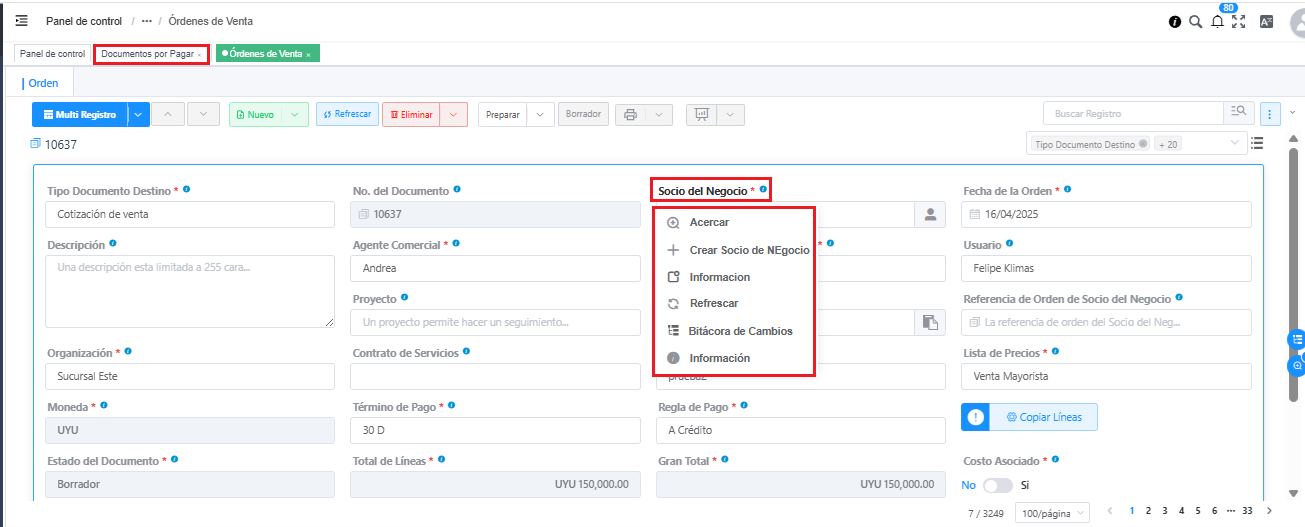 Panel de control / ··· / Órdenes de Venta
80
Panel de control
Documentos por Pagar ×
Órdenes de Venta ×
Orden
Multi Registro
Nuevo
Refrescar
Eliminar
Preparar
Borrador
Buscar Registro
10637
Tipo Documento Destino
+ 20
Tipo Documento Destino *
No. del Documento
Socio del Negocio *
Fecha de la Orden *
Cotización de venta
10637
16/04/2025
Acercar
Crear Socio de NEgocio
Informacion
Refrescar
Bitácora de Cambios
Información
Descripción
Agente Comercial *
*
Usuario
Una descripción esta limitada a 255 cara...
Andrea
Felipe Klimas
Proyecto
Referencia de Orden de Socio del Negocio
Un proyecto permite hacer un seguimiento...
La referencia de orden del Socio del Neg...
Organización *
Contrato de Servicios
Lista de Precios *
Sucursal Este
prueba2
Venta Mayorista
Moneda *
Término de Pago *
Regla de Pago *
UYU
30 D
A Crédito
Copiar Líneas
Estado del Documento *
Total de Líneas *
Gran Total *
Costo Asociado *
Borrador
UYU 150,000.00
UYU 150,000.00
No
Si
7 / 3249
100/página
1 2 3 4 5 6 ··· 33